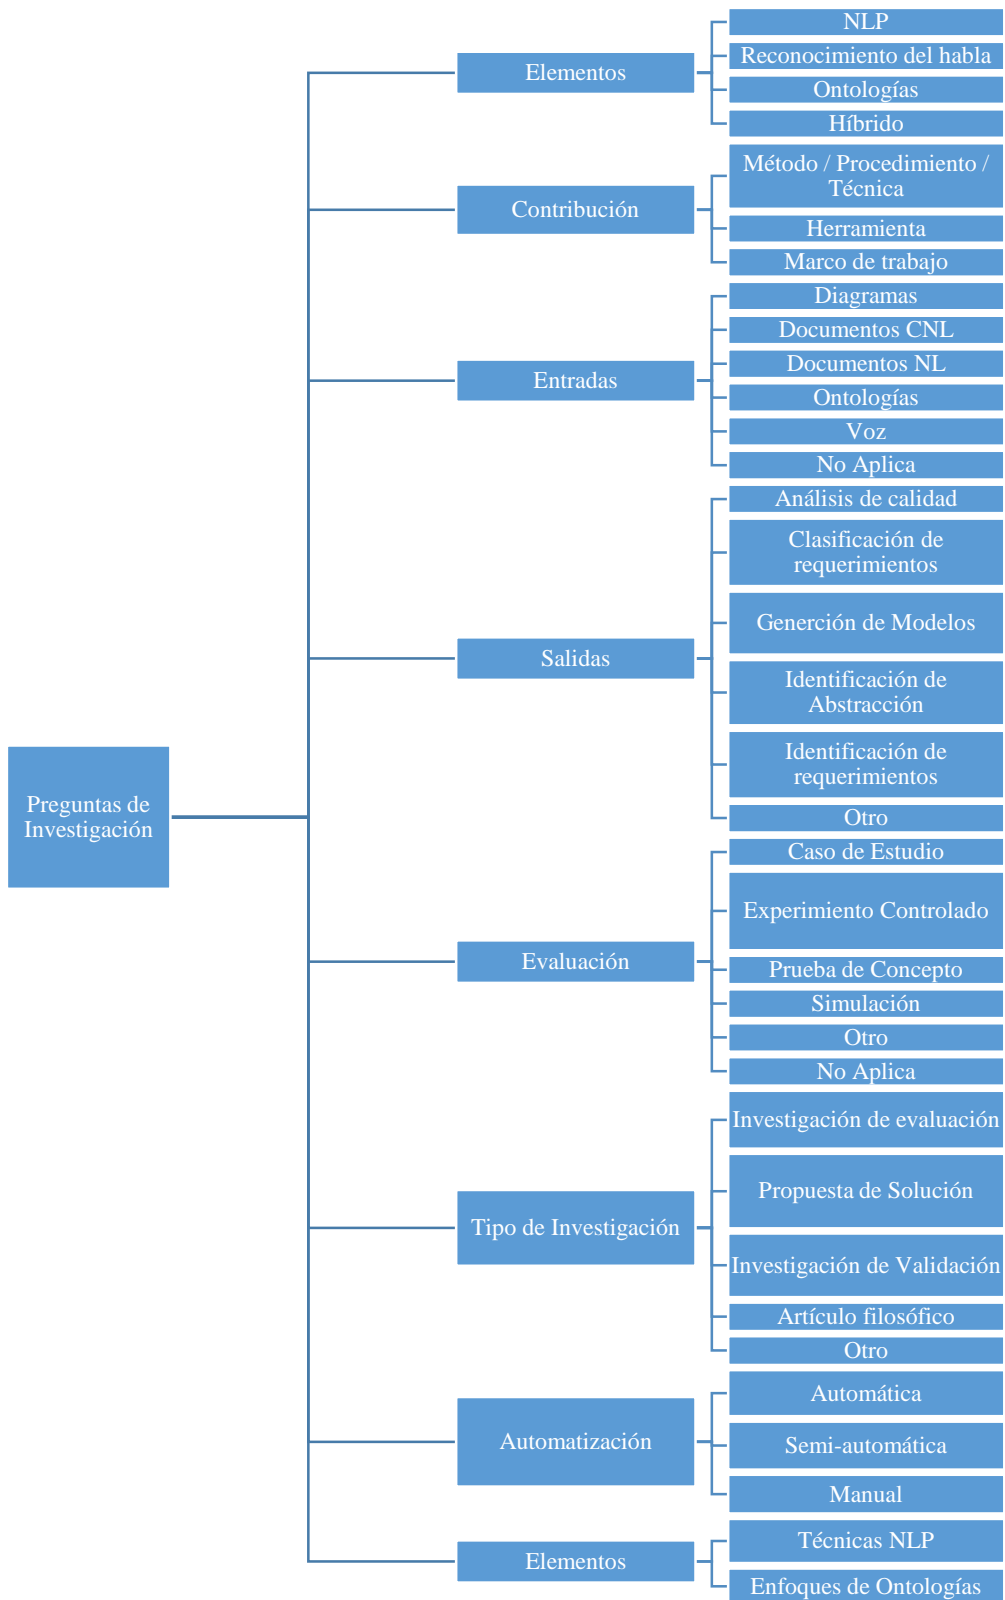 Preguntas de
Investigación
Elementos
NLP
Reconocimiento del habla
Ontologías
Híbrido
Contribución
Método / Procedimiento /
Técnica
Herramienta
Marco de trabajo
Entradas
Diagramas
Documentos CNL
Documentos NL
Ontologías
Voz
No Aplica
Salidas
Análisis de calidad
Clasificación de
requerimientos
Generción de Modelos
Identificación de
Abstracción
Identificación de
requerimientos
Otro
Evaluación
Caso de Estudio
Experimento Controlado
Prueba de Concepto
Simulación
Otro
No Aplica
Tipo de Investigación
Investigación de evaluación
Propuesta de Solución
Investigación de Validación
Artículo filosófico
Otro
Automatización
Automática
Semi-automática
Manual
Elementos
Técnicas NLP
Enfoques de Ontologías